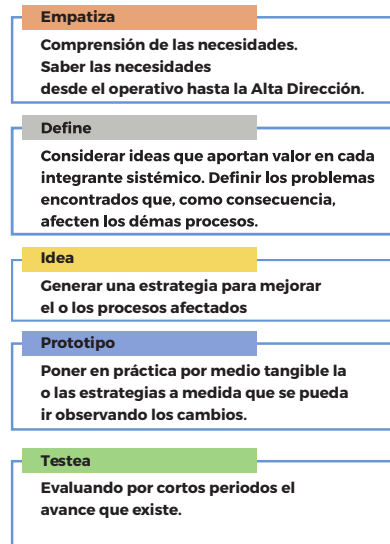 Empatiza
Comprensión de las necesidades.
Saber las necesidades
desde el operativo hasta la Alta Dirección.
Define
Considerar ideas que aportan valor en cada
integrante sistémico. Definir los problemas
encontrados que, como consecuencia,
afecten los démas procesos.
Idea
Generar una estrategia para mejorar
el o los procesos afectados
Prototipo
Poner en práctica por medio tangible la
o las estrategias a medida que se pueda
ir observando los cambios.
Testea
Evaluando por cortos periodos el
avance que existe.